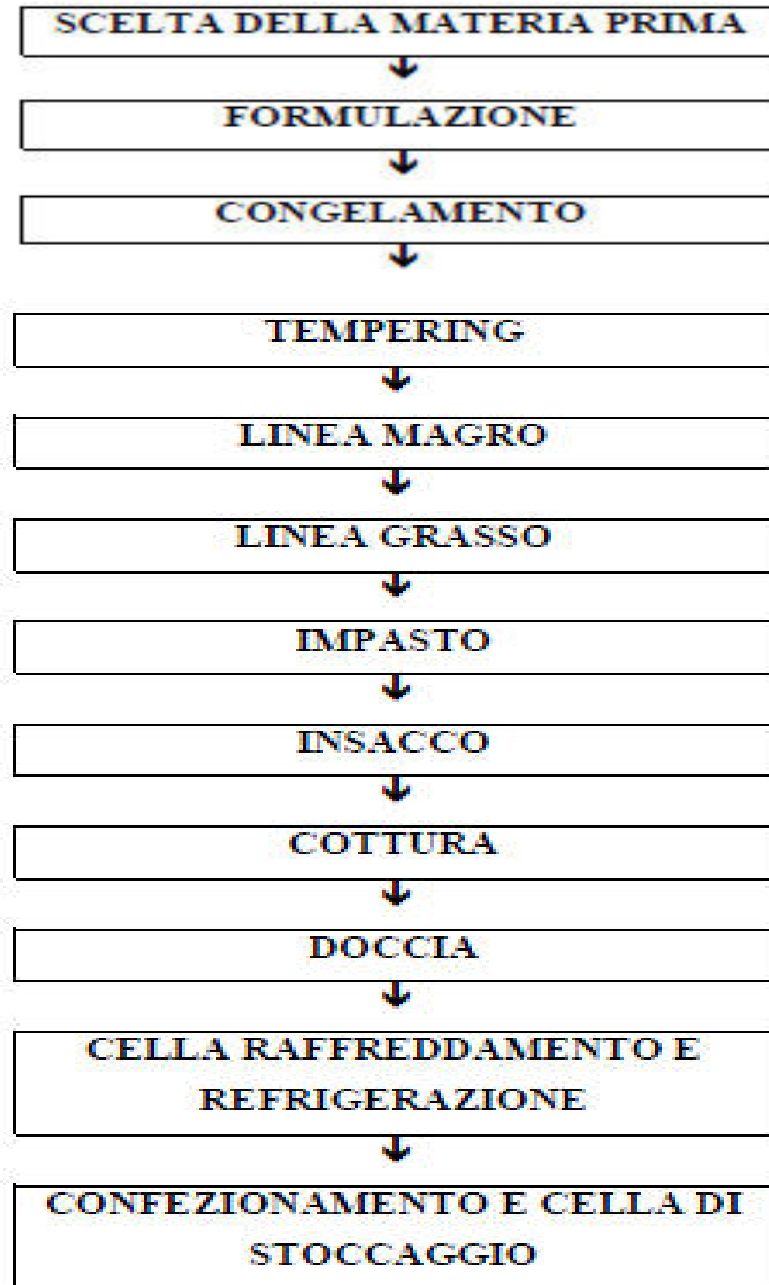 SCELTA DELLA MATERIA PRIMA
FORMULAZIONE
CONGELAMENTO
TEMPERING
LINEA MAGRO
LINEA GRASSO
IMPASTO
INSACCO
COTTURA
DOCCIA
CELLA RAFFREDDAMENTO E
REFRIGERAZIONE
CONFEZIONAMENTO E CELLA DI
STOCCAGGIO